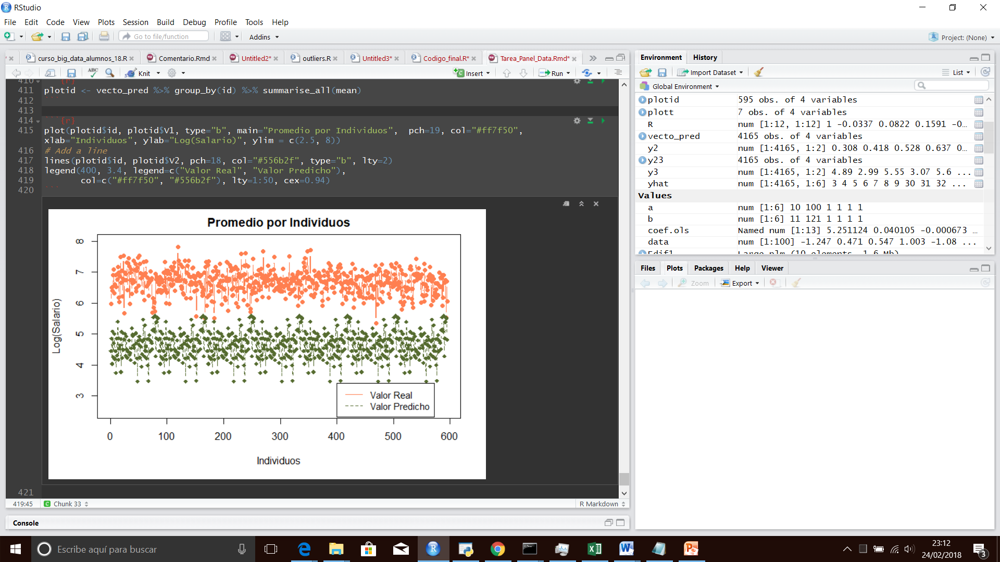 RStudio
File Edit Code View Plots Session Build Debug Profile Tools Help
Go to file/function Addins Project: (None)
curso_big_data_alumnos_18.R Comentario.Rmd Untitled2* outliers.R Untitled3* Codigo_final.R* Tarea_Panel_Data.Rmd*
ABC Knit Insert Run
410 ```{r}
411 plotid <- vecto_pred %>% group_by(id) %>% summarise_all(mean)
412 ```
413
414 ```{r}
415 plot(plotid$id, plotid$V1, type="b", main="Promedio por Individuos",  pch=19, col="#ff7f50",
xlab="Individuos", ylab="Log(Salario)", ylim = c(2.5, 8))
416 # Add a line
417 lines(plotid$id, plotid$V2, pch=18, col="#556b2f", type="b", lty=2)
418 legend(400, 3.4, legend=c("Valor Real", "Valor Predicho"),
419        col=c("#ff7f50", "#556b2f"), lty=1:50, cex=0.94)
420 ```
Promedio por Individuos
Log(Salario)
8
7
6
5
4
3
Valor Real
Valor Predicho
0 100 200 300 400 500 600
Individuos
421
419:45 Chunk 33 R Markdown
Console
Environment History
Import Dataset List
Global Environment
plotid 595 obs. of 4 variables
plott 7 obs. of 4 variables
R num [1:12, 1:12] 1 -0.0337 0.0822 0.1591 -0...
vecto_pred 4165 obs. of 4 variables
y2 num [1:4165, 1:2] 0.308 0.418 0.528 0.637 0...
y23 4165 obs. of 4 variables
y3 num [1:4165, 1:2] 4.89 2.99 5.55 3.07 5.6 ...
yhat num [1:4165, 1:6] 3 4 5 6 7 8 9 30 31 32 ...
Values
a num [1:6] 10 100 1 1 1 1
b num [1:6] 11 121 1 1 1 1
coef.ols Named num [1:13] 5.251124 0.040105 -0.000673 …
data num [1:100] -1.247 0.471 0.547 1.003 -1.08 ...
Edif1 Large plm (10 elements, 1.6 Mb)
Files Plots Packages Help Viewer
Zoom Export
Escribe aquí para buscar
23:12
24/02/2018
3